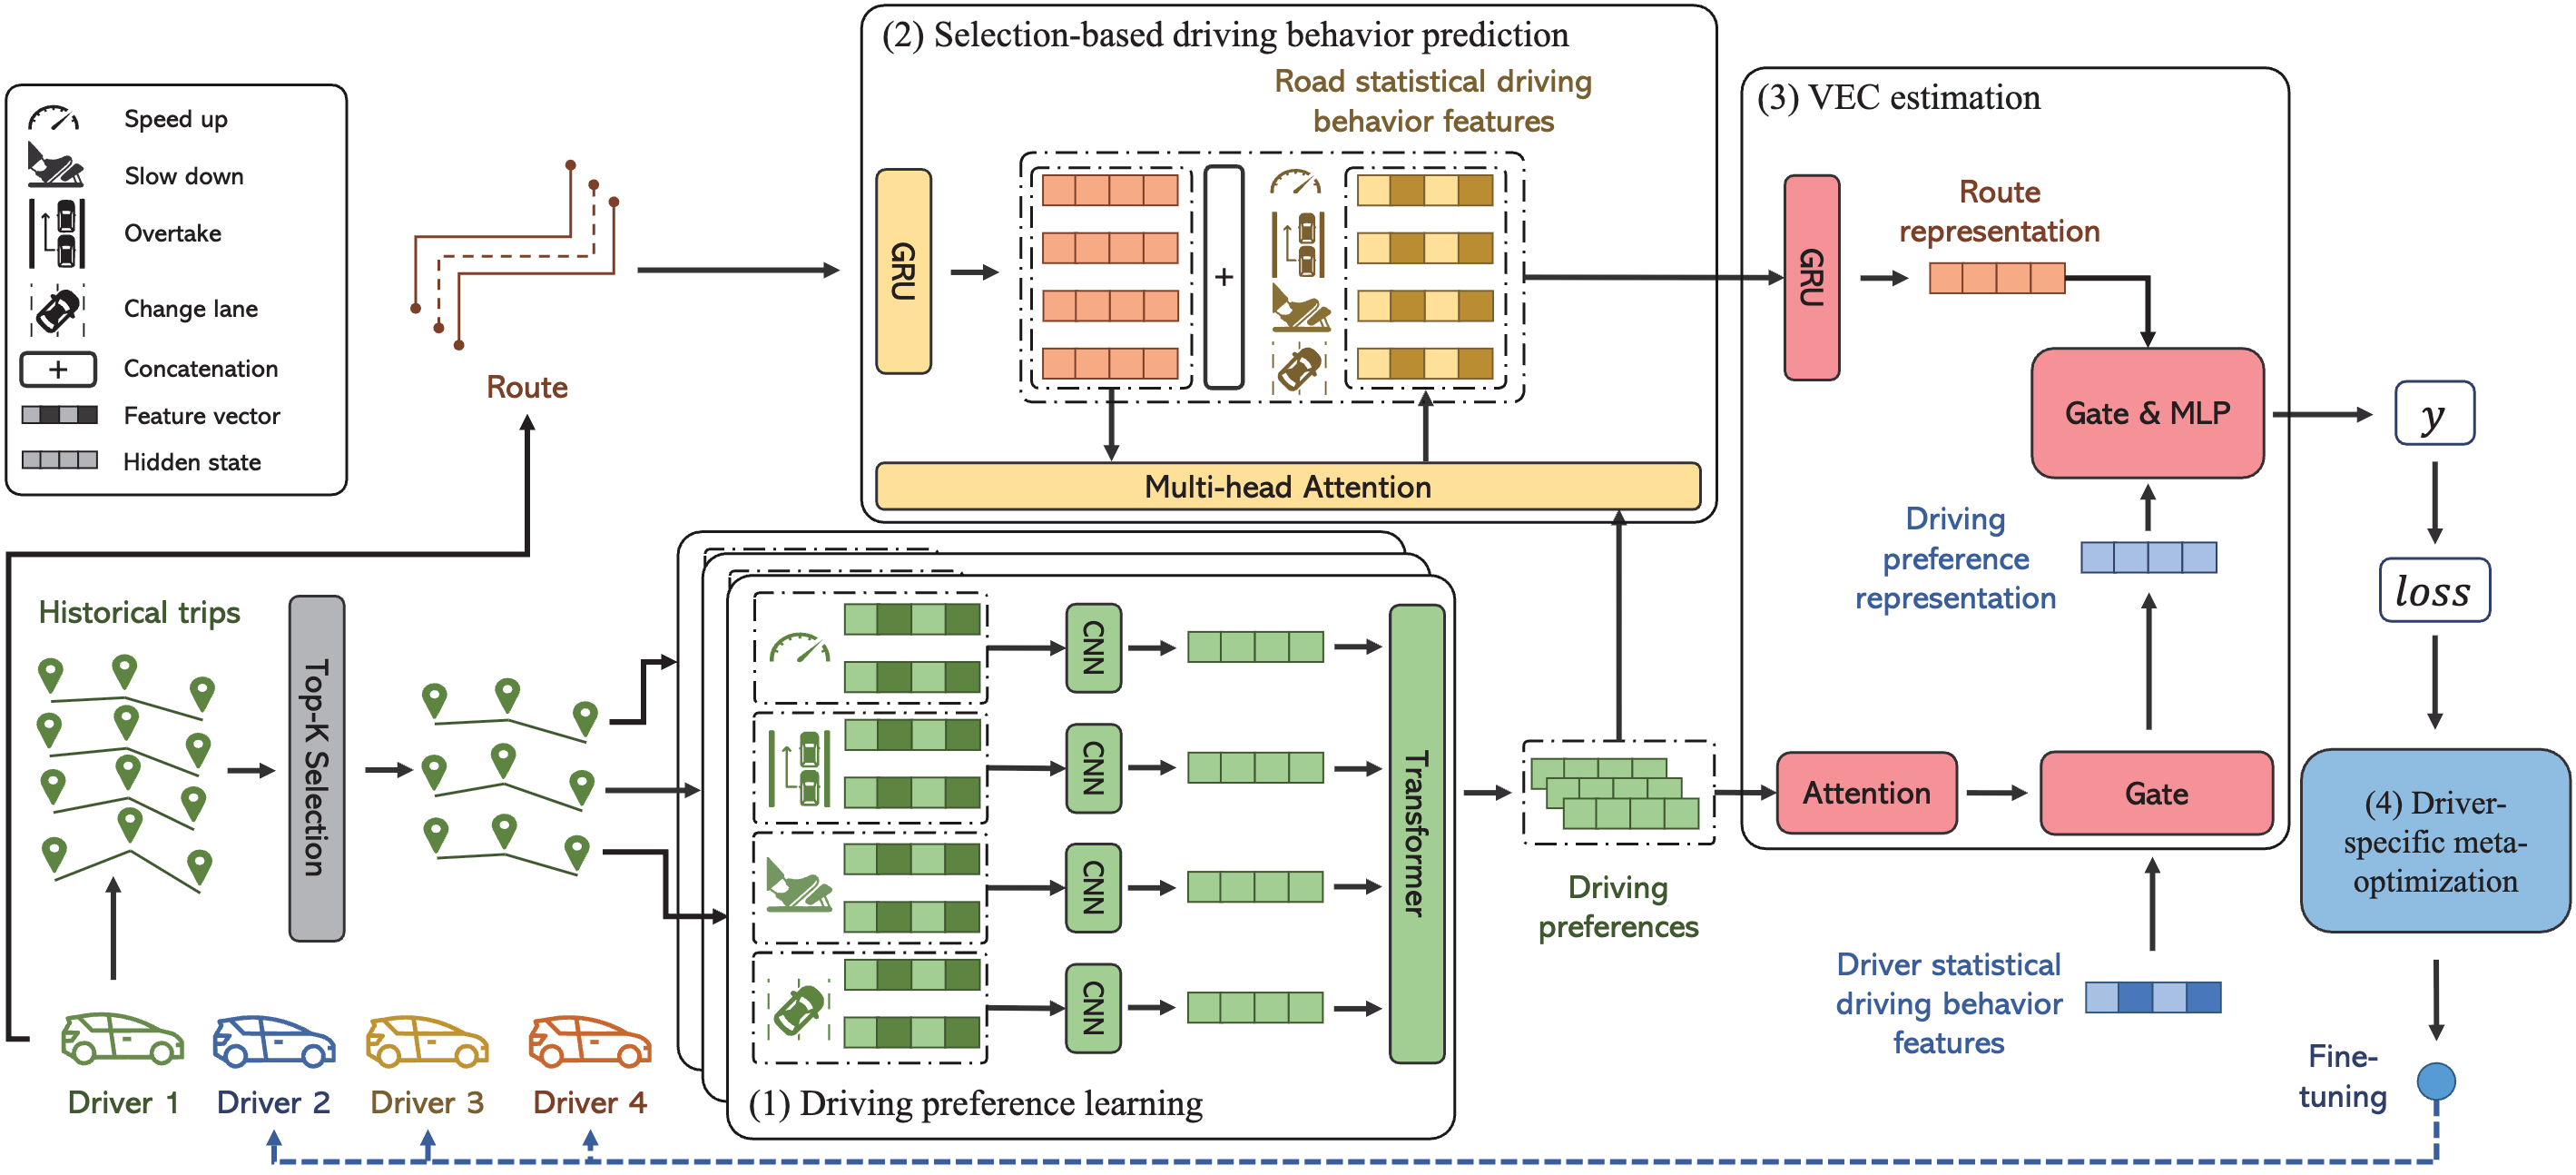 (2) Selection-based driving behavior prediction
Road statistical driving
behavior features
GRU
+
Multi-head Attention
(3) VEC estimation
GRU
Route
representation
Gate & MLP
Driving
preference
representation
Attention
Gate
Driver statistical
driving behavior
features
y
loss
(4) Driver-
specific meta-
optimization
Fine-
tuning
Speed up
Slow down
Overtake
Change lane
+
Concatenation
Feature vector
Hidden state
Route
Historical trips
Top-K Selection
CNN
CNN
CNN
CNN
Transformer
(1) Driving preference learning
Driving
preferences
Driver 1
Driver 2
Driver 3
Driver 4